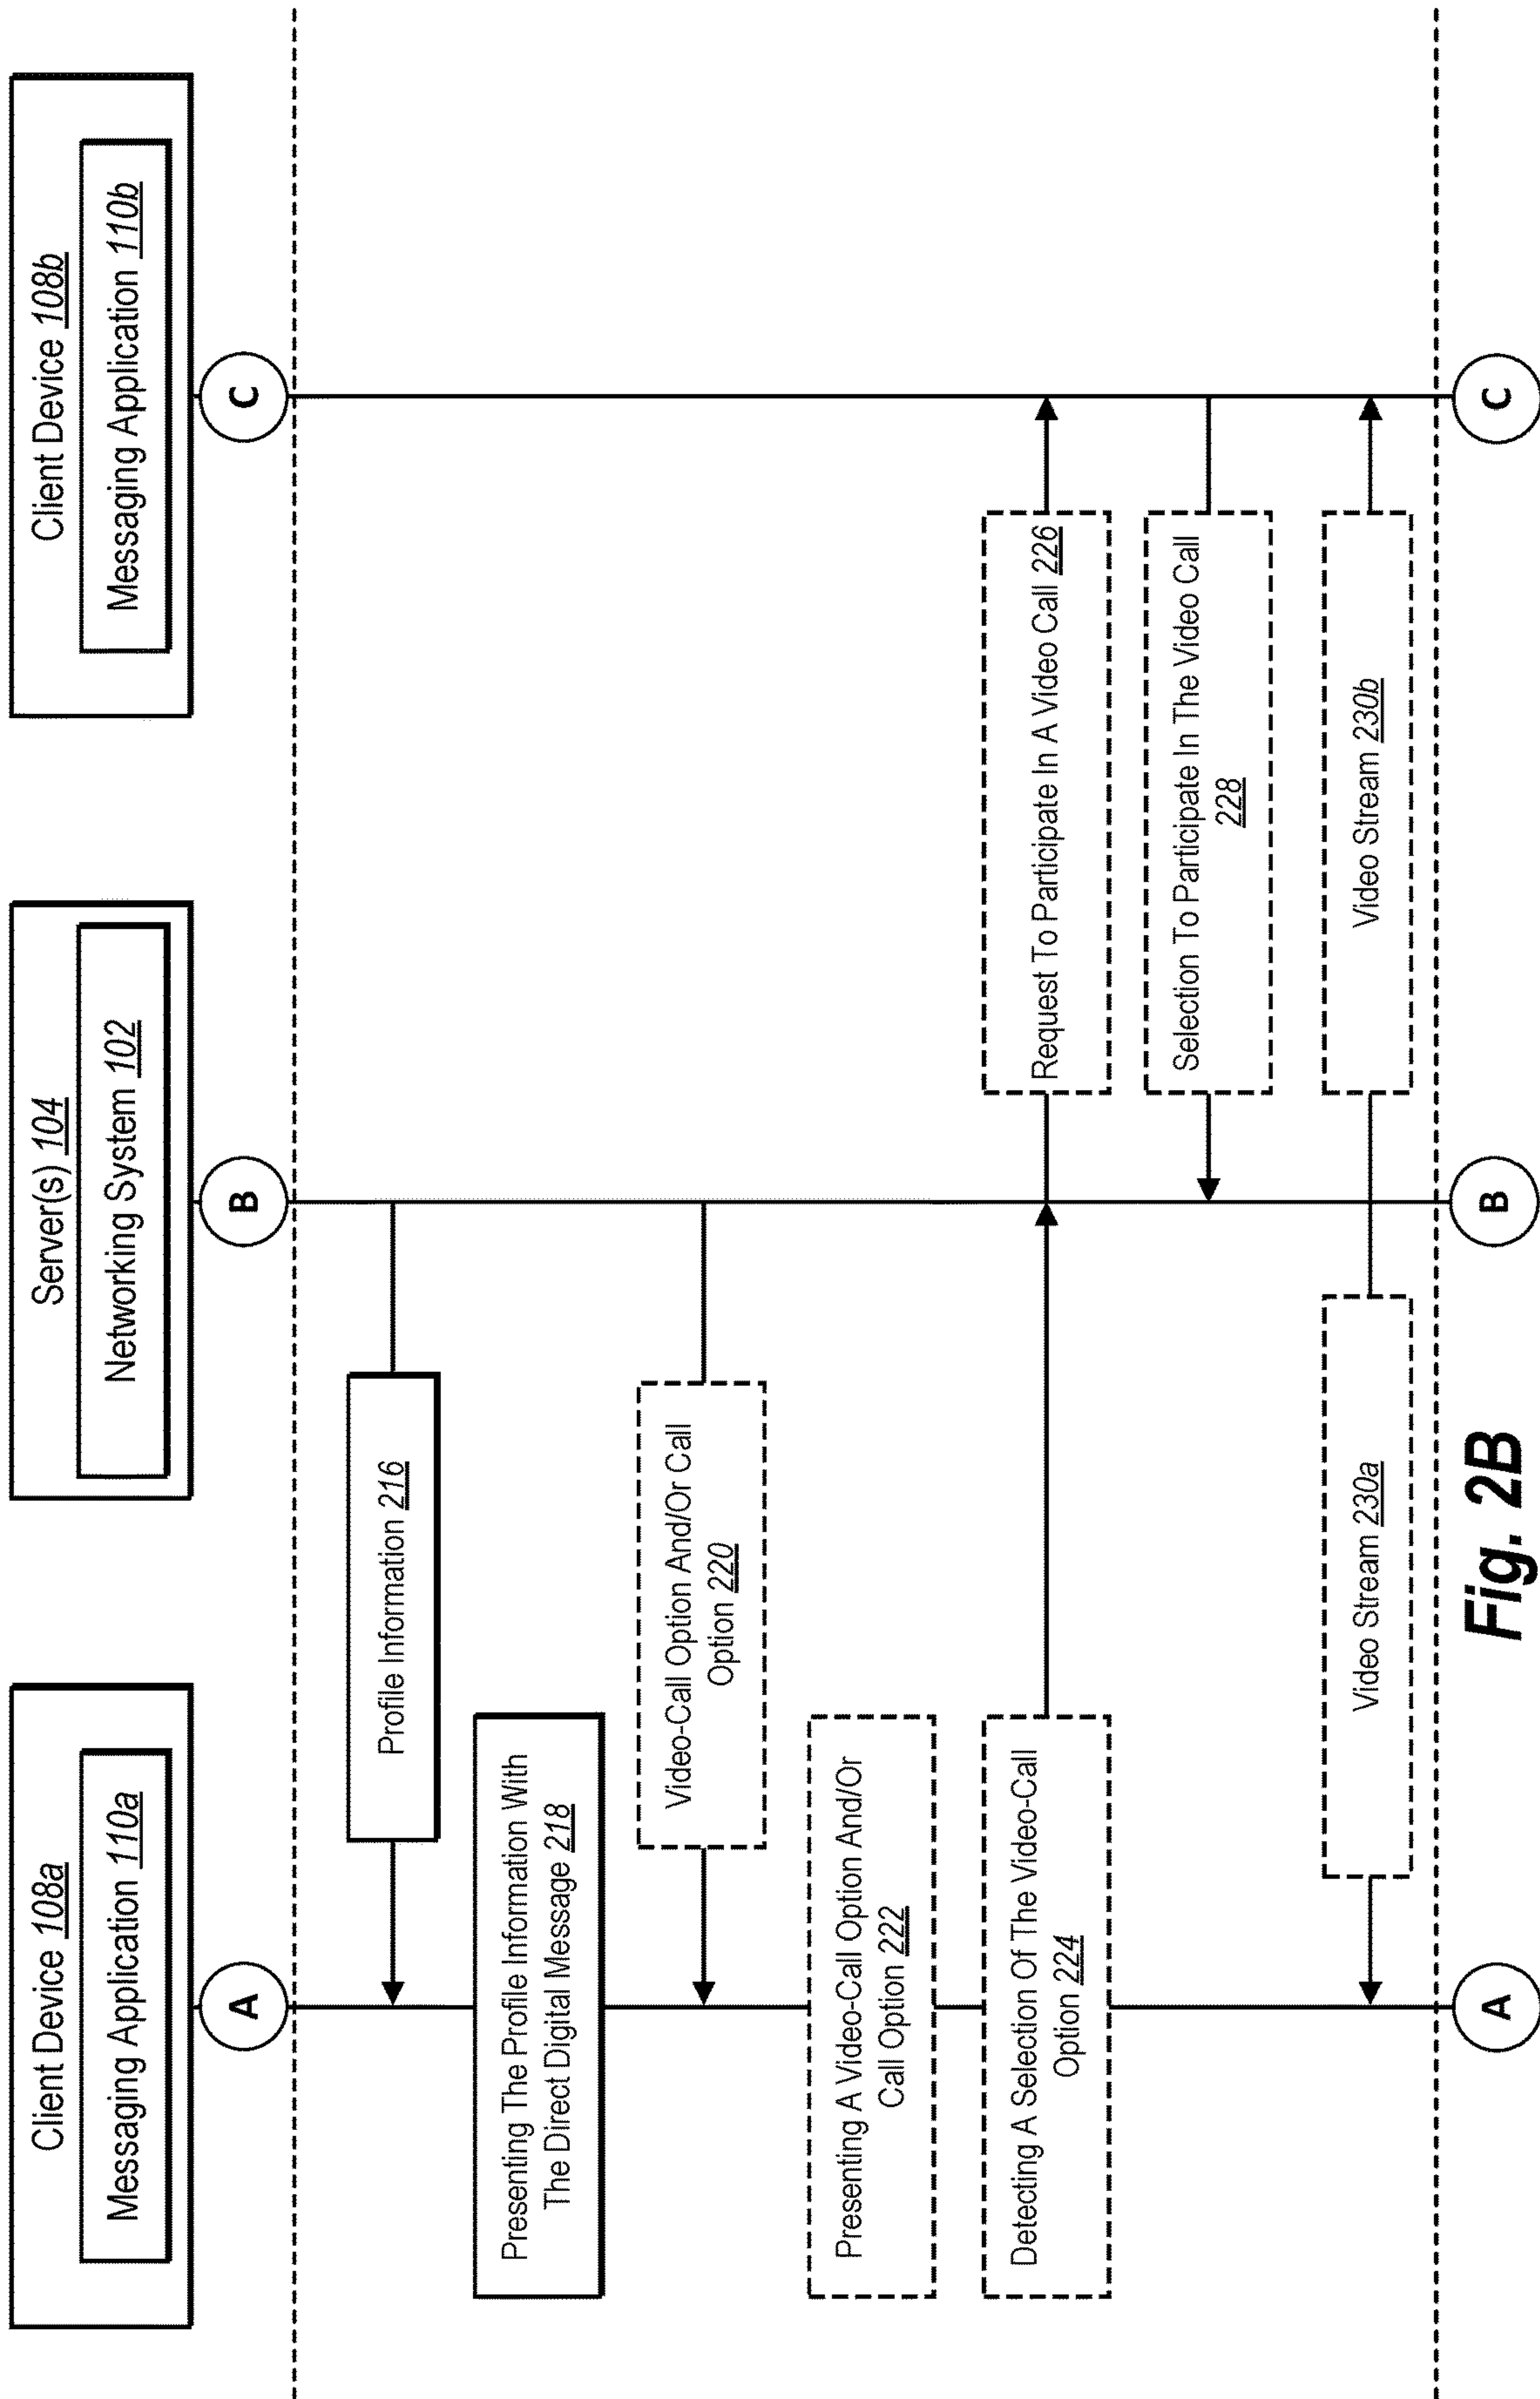 Client Device 108a
Messaging Application 110a
Server(s) 104
Networking System 102
Client Device 108b
Messaging Application 110b
A
B
C
Profile Information 216
Presenting The Profile Information With
The Direct Digital Message 218
Video-Call Option And/Or Call
Option 220
Presenting A Video-Call Option And/Or
Call Option 222
Detecting A Selection Of The Video-Call
Option 224
Request To Participate In A Video Call 226
Selection To Participate In The Video Call
228
Video Stream 230a
Video Stream 230b
A
B
C
Fig. 2B